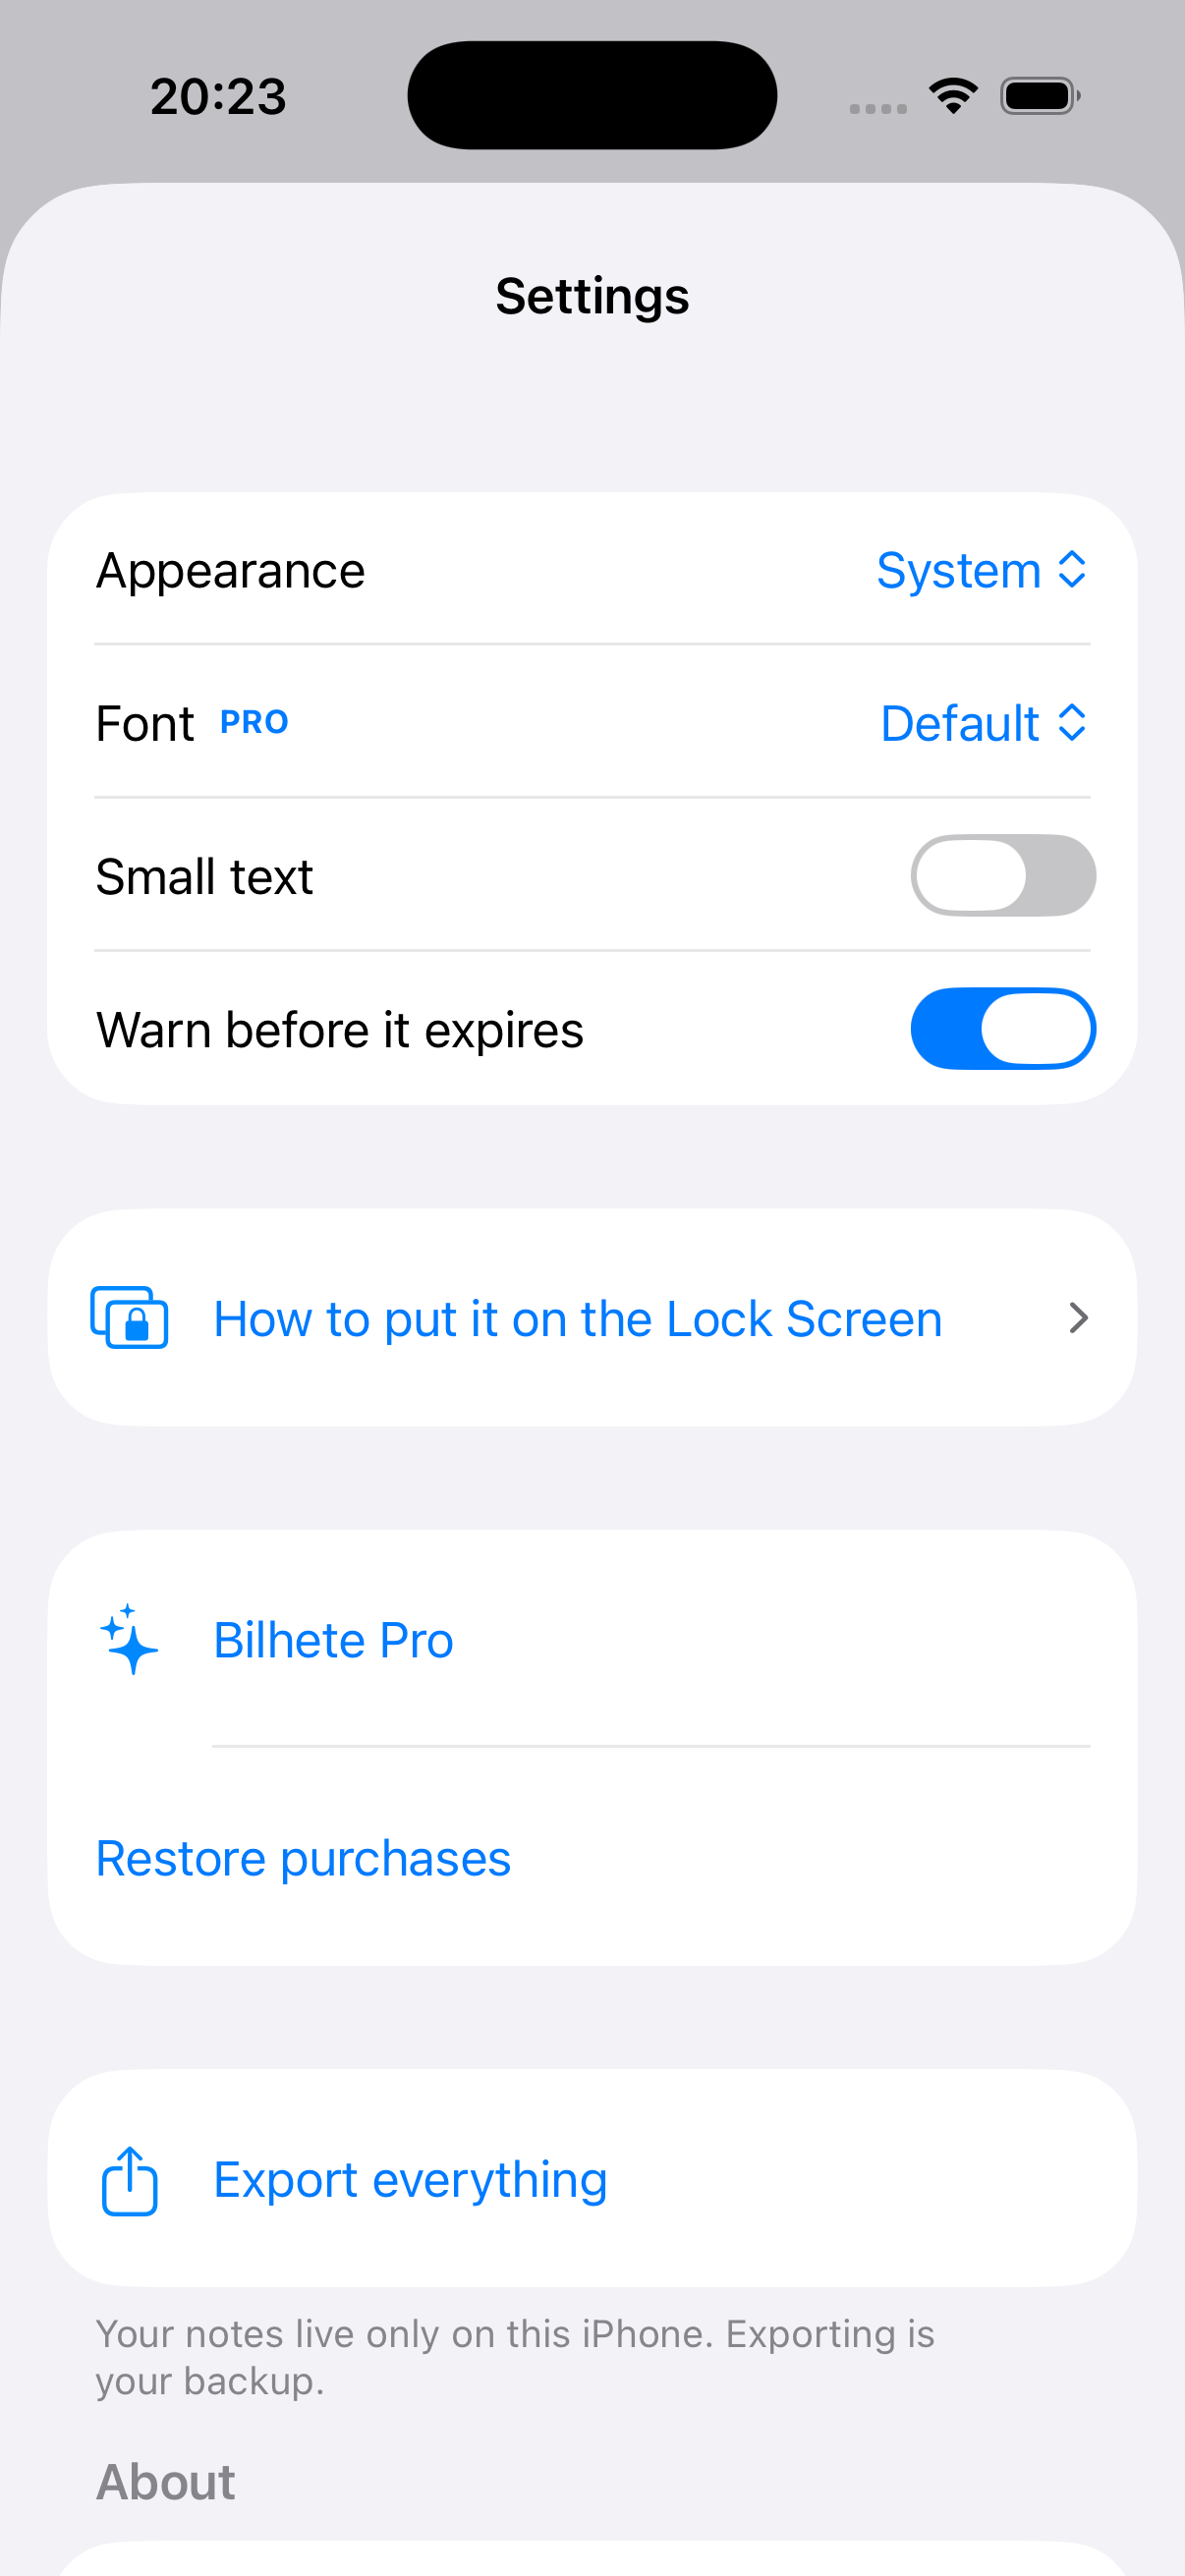 20:23
Settings
Appearance
System
Font PRO
Default
Small text
Warn before it expires
How to put it on the Lock Screen
Bilhete Pro
Restore purchases
Export everything
Your notes live only on this iPhone. Exporting is
your backup.
About